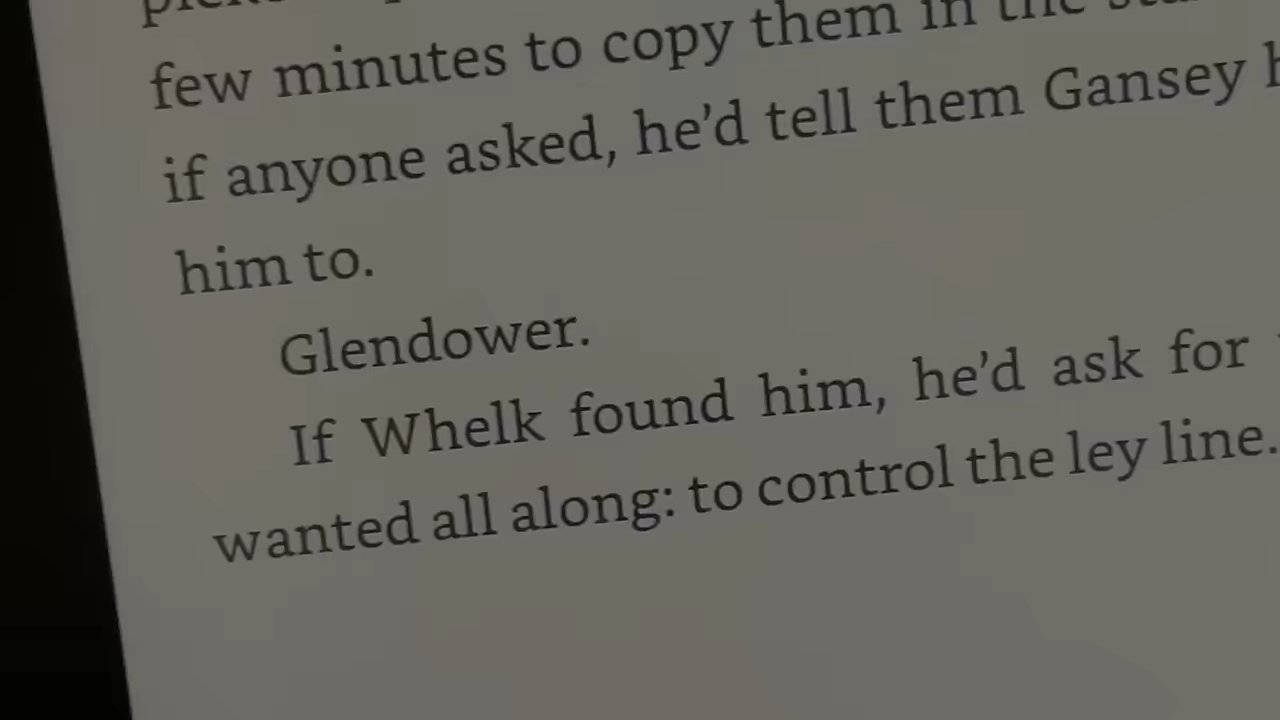 few minutes to copy them in the
if anyone asked, he'd tell them Gansey
him to.
Glendower.
If Whelk found him, he'd ask for
wanted all along: to control the ley line.